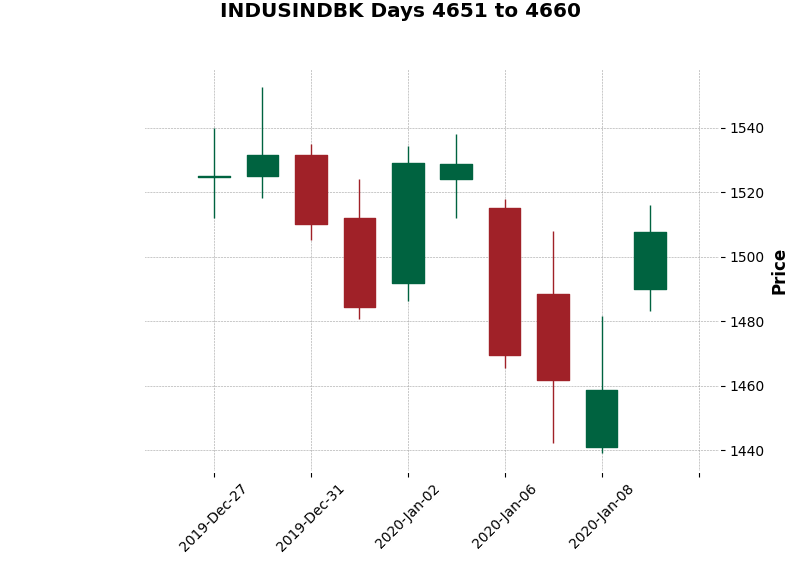 INDUSINDBK Days 4651 to 4660
1540
1520
1500
1480
1460
1440
Price
2019-Dec-27
2019-Dec-31
2020-Jan-02
2020-Jan-06
2020-Jan-08